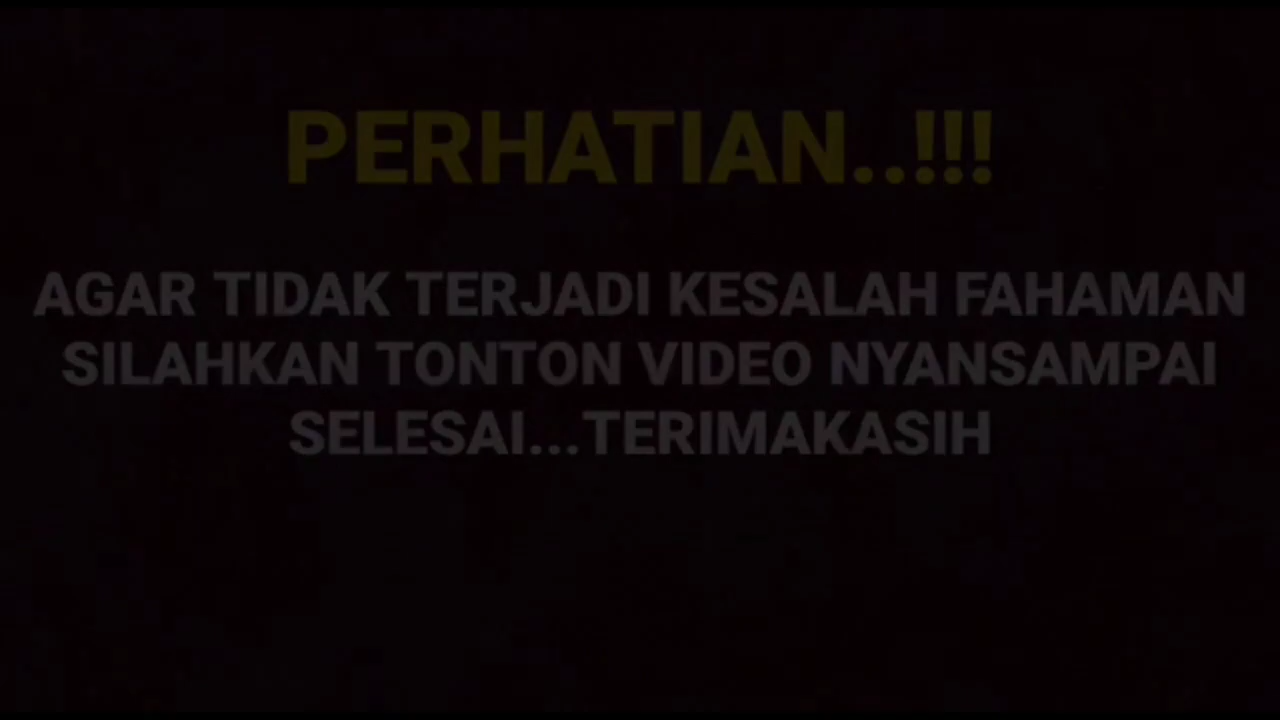 PERHATIAN..!!!
AGAR TIDAK TERJADI KESALAH FAHAMAN
SILAHKAN TONTON VIDEO NYANSAMPAI
SELESAI...TERIMAKASIH